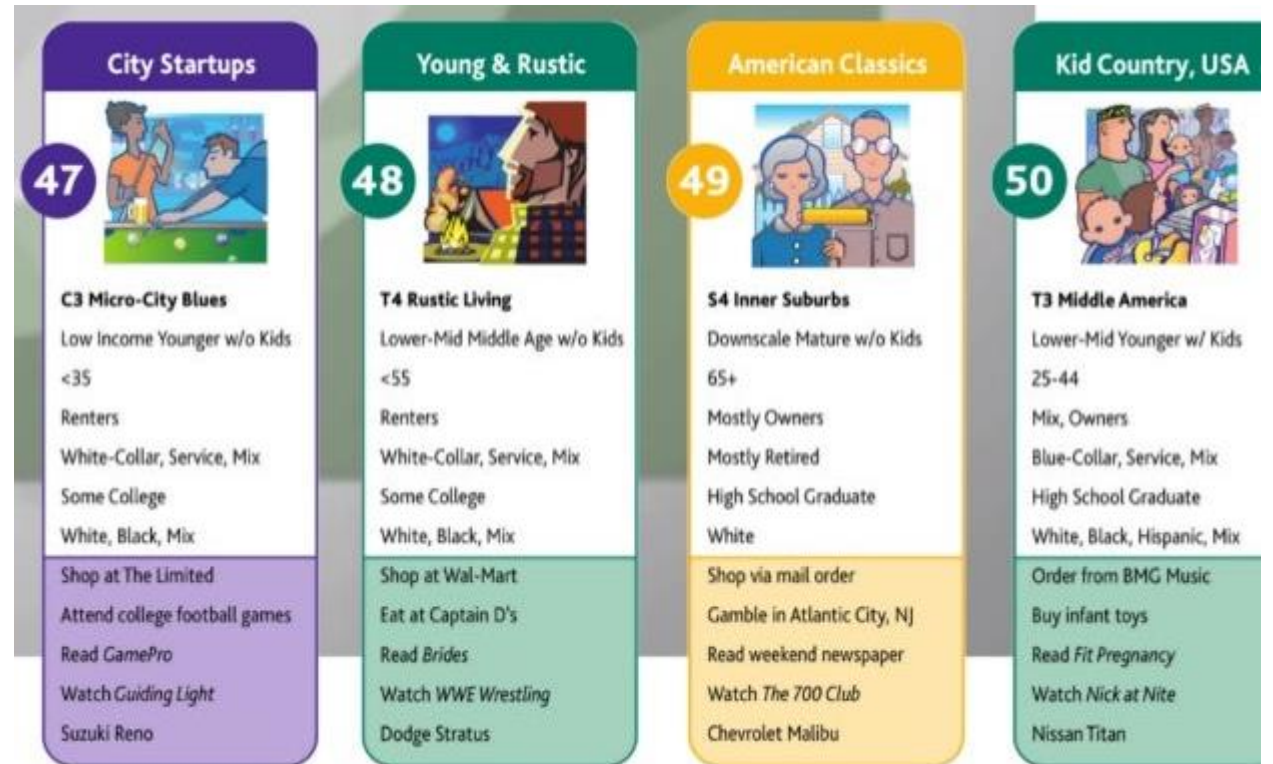 City Startups
47
C3 Micro-City Blues
Low Income Younger w/o Kids
<35
Renters
White-Collar, Service, Mix
Some College
White, Black, Mix
Shop at The Limited
Attend college football games
Read GamePro
Watch Guiding Light
Suzuki Reno
Young & Rustic
48
T4 Rustic Living
Lower-Mid Middle Age w/o Kids
<55
Renters
White-Collar, Service, Mix
Some College
White, Black, Mix
Shop at Wal-Mart
Eat at Captain D's
Read Brides
Watch WWE Wrestling
Dodge Stratus
American Classics
49
S4 Inner Suburbs
Downscale Mature w/o Kids
65+
Mostly Owners
Mostly Retired
High School Graduate
White
Shop via mail order
Gamble in Atlantic City, NJ
Read weekend newspaper
Watch The 700 Club
Chevrolet Malibu
Kid Country, USA
50
T3 Middle America
Lower-Mid Younger w/ Kids
25-44
Mix, Owners
Blue-Collar, Service, Mix
High School Graduate
White, Black, Hispanic, Mix
Order from BMG Music
Buy infant toys
Read Fit Pregnancy
Watch Nick at Nite
Nissan Titan